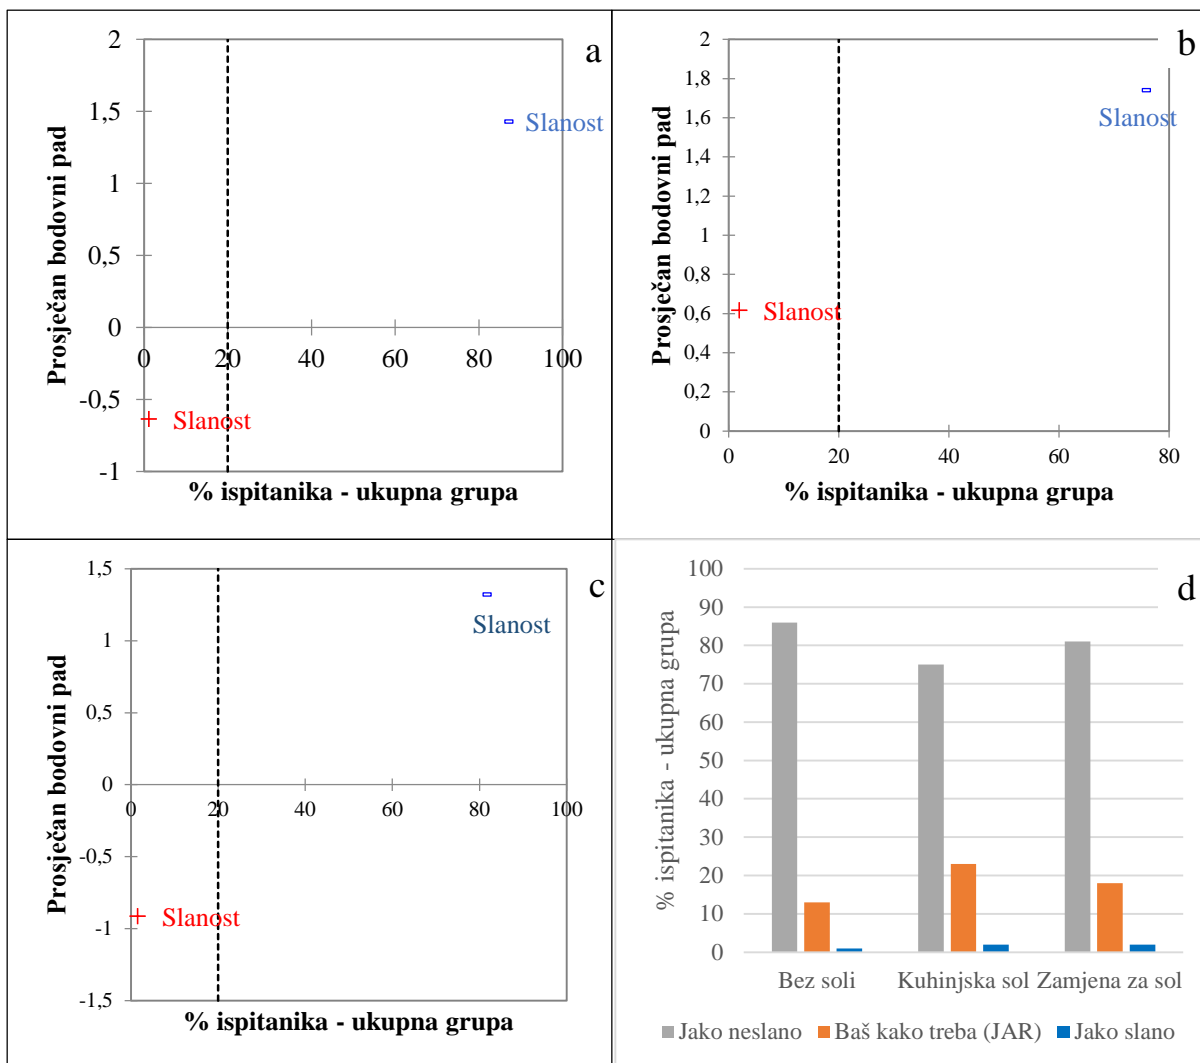 a
Prosječan bodovni pad
2
1,5
1
0,5
0
-0,5
-1
0 20 40 60 80 100
Slanost
Slanost
% ispitanika - ukupna grupa
b
Prosječan bodovni pad
2
1,8
1,6
1,4
1,2
1
0,8
0,6
0,4
0,2
0
Slanost
Slanost
0 20 40 60 80
% ispitanika - ukupna grupa
c
Prosječan bodovni pad
1,5
1
0,5
0
-0,5
-1
-1,5
0 20 40 60 80 100
Slanost
Slanost
% ispitanika - ukupna grupa
d
% ispitanika - ukupna grupa
100
90
80
70
60
50
40
30
20
10
0
Bez soli Kuhinjska sol Zamjena za sol
Jako neslano Baš kako treba (JAR) Jako slano